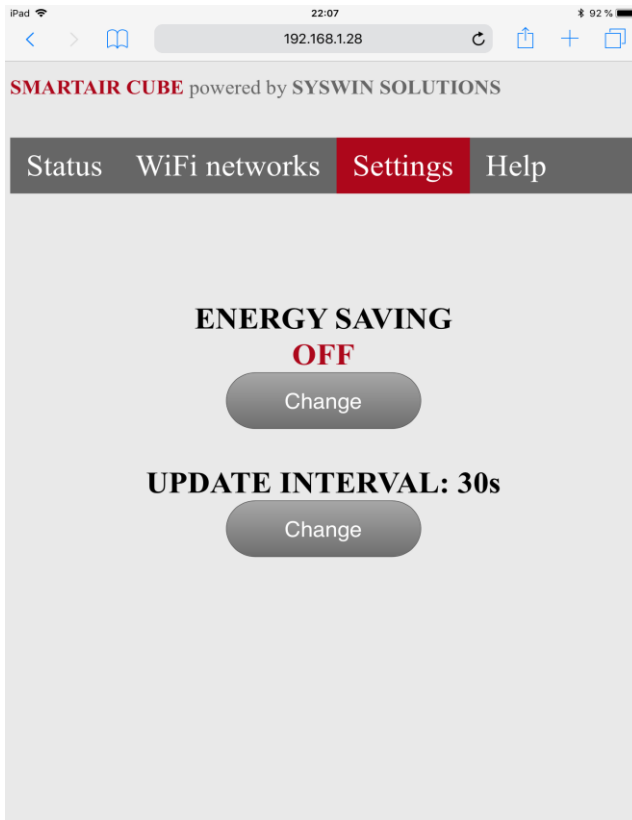 iPad 22:07 92 %
192.168.1.28
SMARTAIR CUBE powered by SYSWIN SOLUTIONS
Status WiFi networks Settings Help
ENERGY SAVING
OFF
Change
UPDATE INTERVAL: 30s
Change